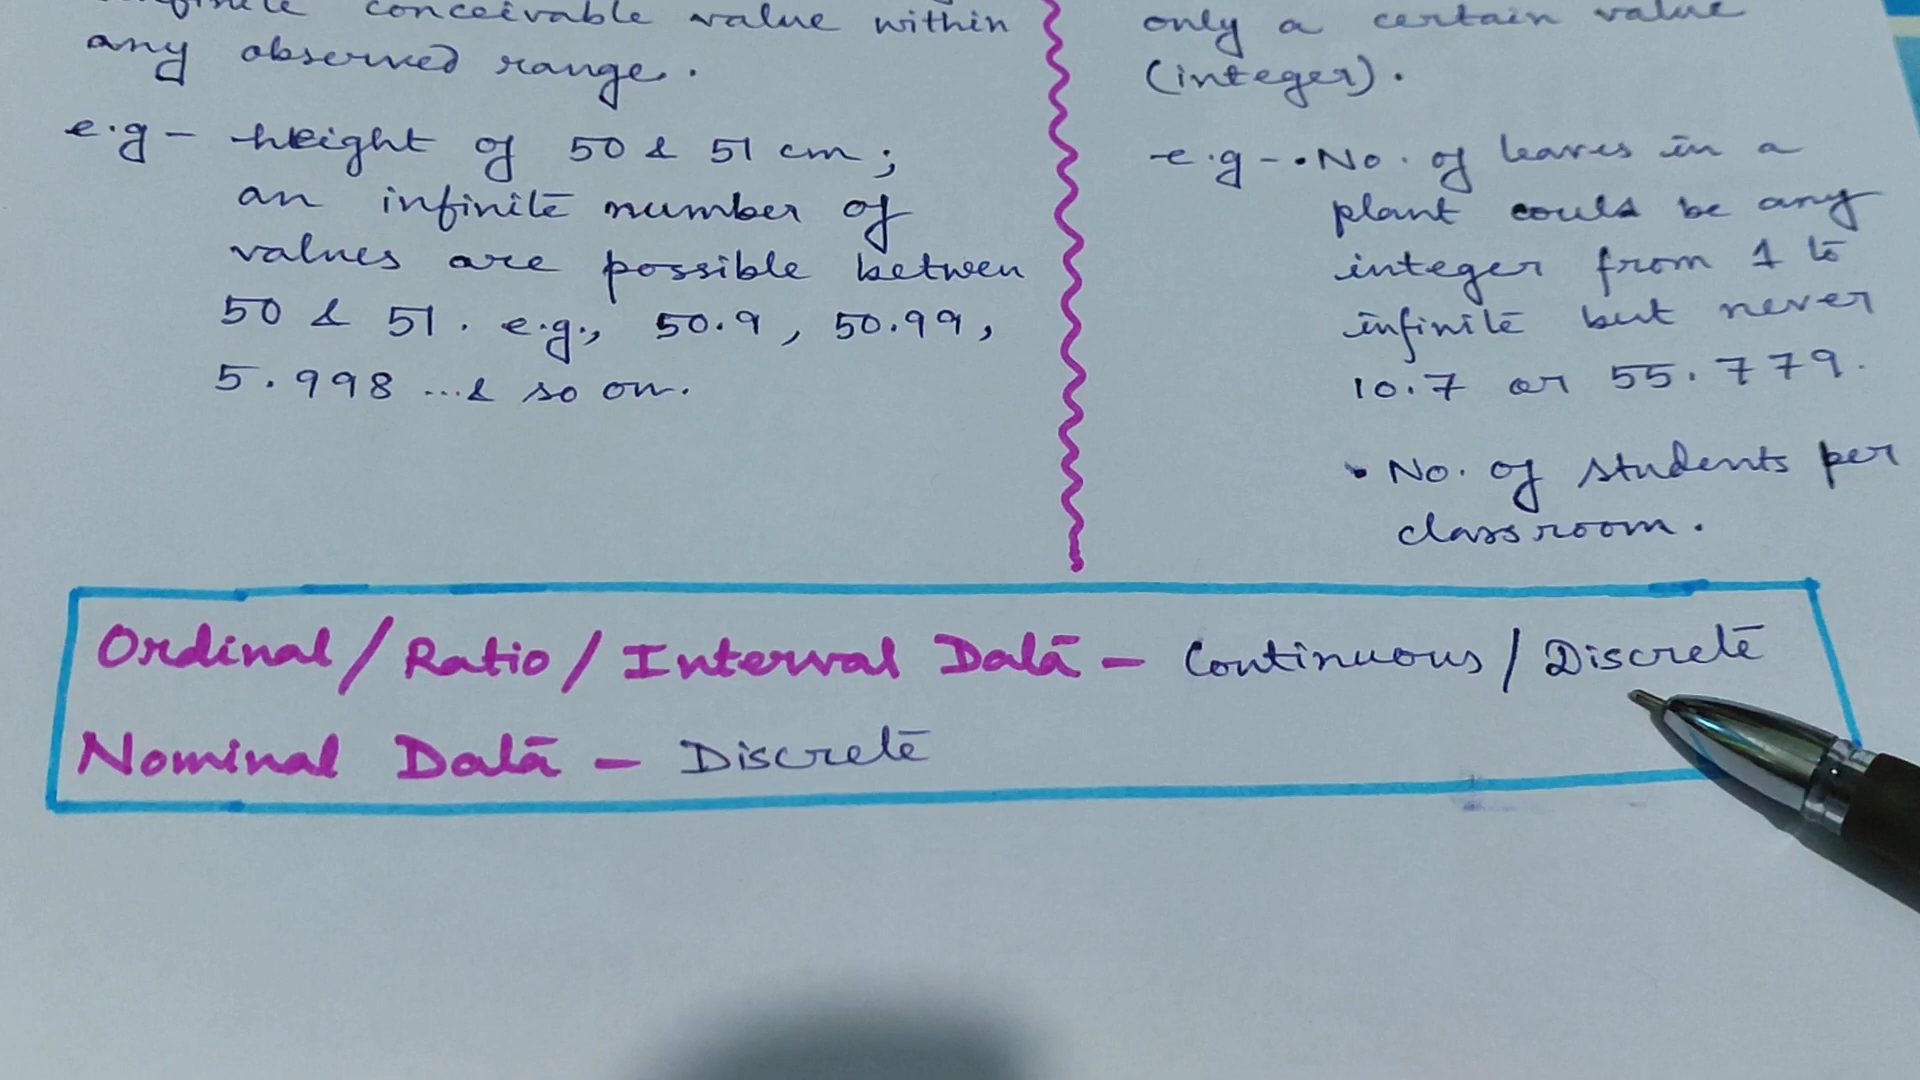 conceivable value within
any observed range.
e.g - height of 50 & 51 cm;
an infinite number of
values are possible betwen
50 & 51. e.g., 50.9, 50.99,
5.998 ...& so on.
only a certain value
(integer).
e.g - • No. of leaves in a
plant could be any
integer from 1 to
infinite but never
10.7 or 55.779.
• No. of students per
classroom.
Ordinal / Ratio / Interval Data - Continuous / Discrete
Nominal Data - Discrete